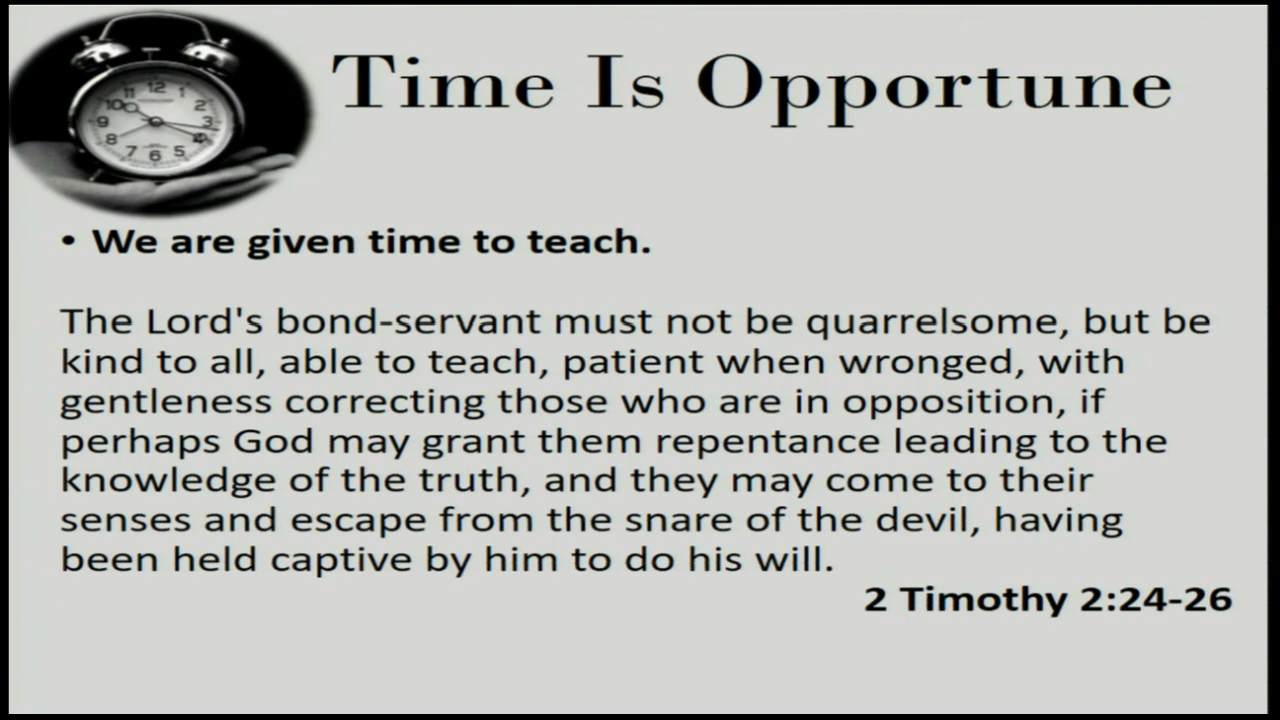 Time Is Opportune
• We are given time to teach.
The Lord's bond-servant must not be quarrelsome, but be
kind to all, able to teach, patient when wronged, with
gentleness correcting those who are in opposition, if
perhaps God may grant them repentance leading to the
knowledge of the truth, and they may come to their
senses and escape from the snare of the devil, having
been held captive by him to do his will.
2 Timothy 2:24-26